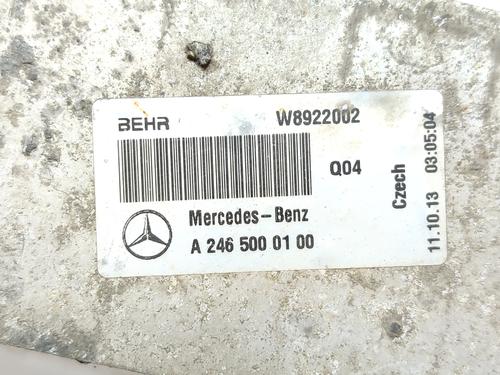 BEHR
W8922002
Q04
Mercedes-Benz
A 246 500 01 00
Czech
11.10.13 03:05:04